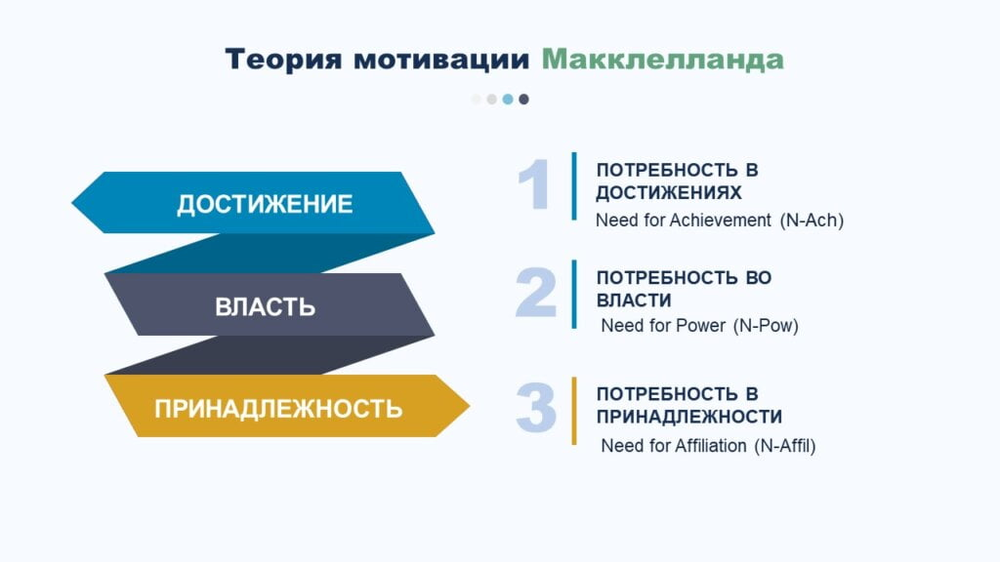 Теория мотивации Макклелланда
ДОСТИЖЕНИЕ
ВЛАСТЬ
ПРИНАДЛЕЖНОСТЬ
1
ПОТРЕБНОСТЬ В
ДОСТИЖЕНИЯХ
Need for Achievement (N-Ach)
2
ПОТРЕБНОСТЬ ВО
ВЛАСТИ
Need for Power (N-Pow)
3
ПОТРЕБНОСТЬ В
ПРИНАДЛЕЖНОСТИ
Need for Affiliation (N-Affil)